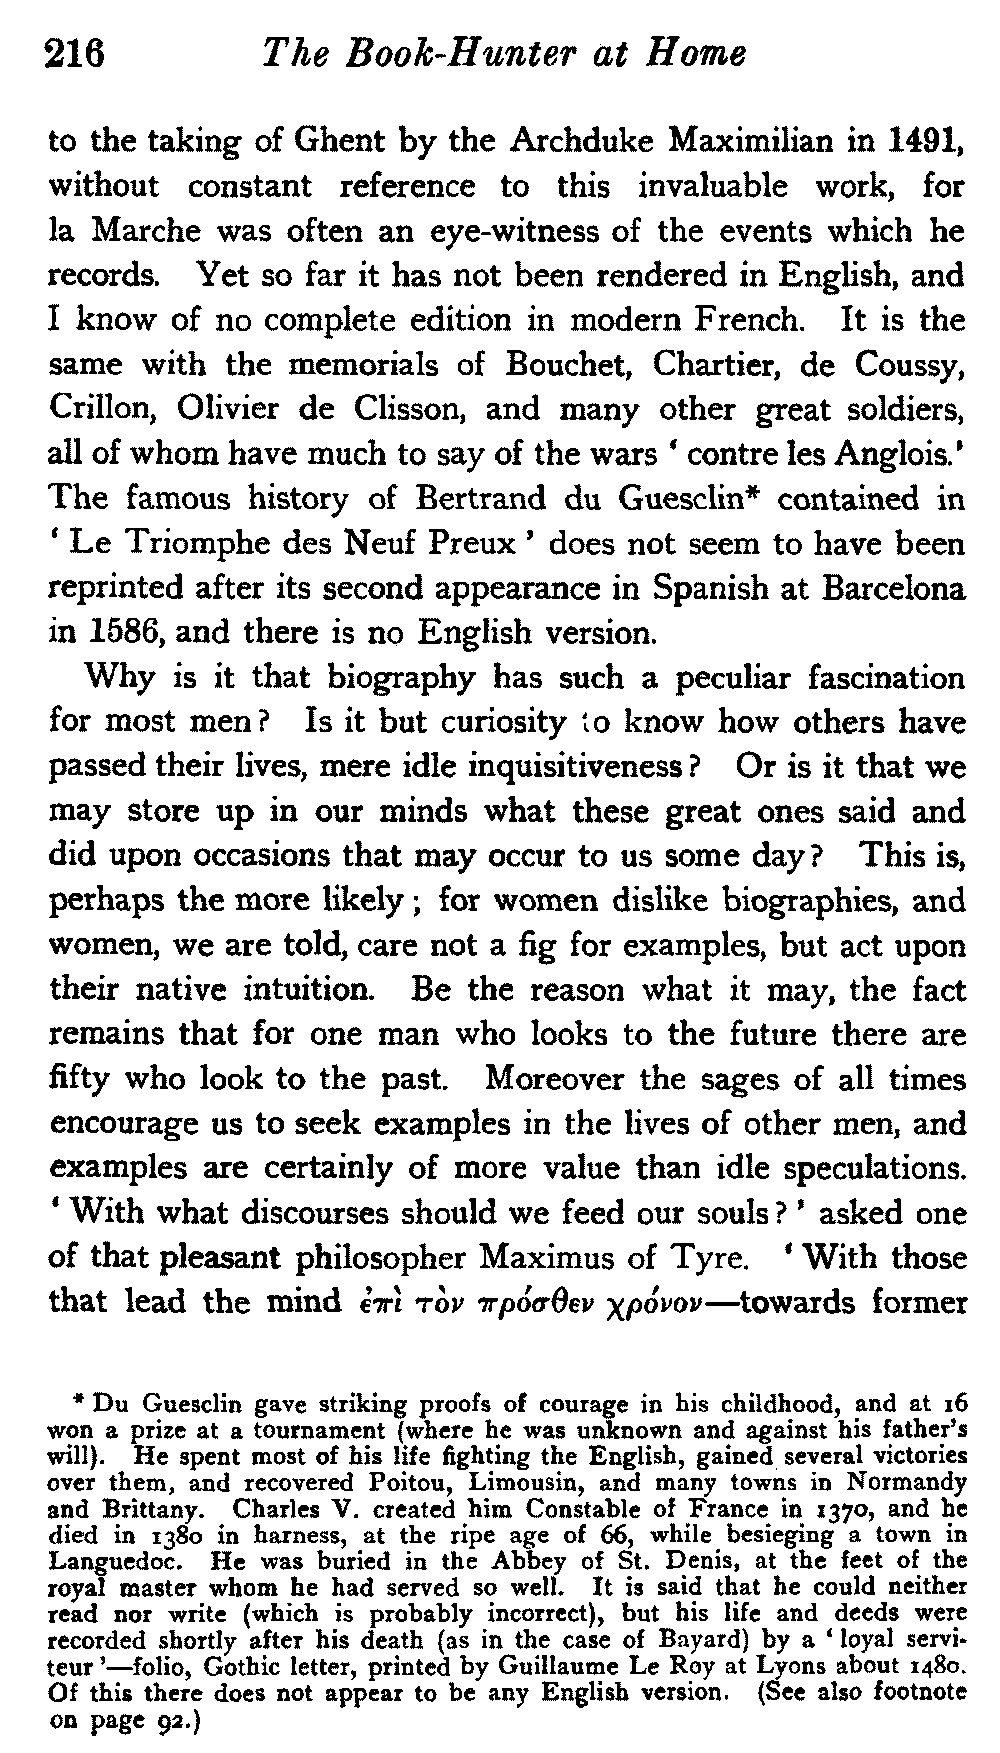 216 The Book-Hunter at Home
to the taking of Ghent by the Archduke Maximilian in 1491,
without constant reference to this invaluable work, for
la Marche was often an eye-witness of the events which he
records. Yet so far it has not been rendered in English, and
I know of no complete edition in modern French. It is the
same with the memorials of Bouchet, Chartier, de Coussy,
Crillon, Olivier de Clisson, and many other great soldiers,
all of whom have much to say of the wars ‘ contre les Anglois.’
The famous history of Bertrand du Guesclin* contained in
‘ Le Triomphe des Neuf Preux ’ does not seem to have been
reprinted after its second appearance in Spanish at Barcelona
in 1586, and there is no English version.
Why is it that biography has such a peculiar fascination
for most men? Is it but curiosity to know how others have
passed their lives, mere idle inquisitiveness? Or is it that we
may store up in our minds what these great ones said and
did upon occasions that may occur to us some day? This is,
perhaps the more likely; for women dislike biographies, and
women, we are told, care not a fig for examples, but act upon
their native intuition. Be the reason what it may, the fact
remains that for one man who looks to the future there are
fifty who look to the past. Moreover the sages of all times
encourage us to seek examples in the lives of other men, and
examples are certainly of more value than idle speculations.
‘ With what discourses should we feed our souls? ’ asked one
of that pleasant philosopher Maximus of Tyre. ‘ With those
that lead the mind ἐπὶ τὸν πρόσθεν χρόνον—towards former
* Du Guesclin gave striking proofs of courage in his childhood, and at 16
won a prize at a tournament (where he was unknown and against his father’s
will). He spent most of his life fighting the English, gained several victories
over them, and recovered Poitou, Limousin, and many towns in Normandy
and Brittany. Charles V. created him Constable of France in 1370, and he
died in 1380 in harness, at the ripe age of 66, while besieging a town in
Languedoc. He was buried in the Abbey of St. Denis, at the feet of the
royal master whom he had served so well. It is said that he could neither
read nor write (which is probably incorrect), but his life and deeds were
recorded shortly after his death (as in the case of Bayard) by a ‘ loyal servi-
teur ’—folio, Gothic letter, printed by Guillaume Le Roy at Lyons about 1480.
Of this there does not appear to be any English version. (See also footnote
on page 92.)